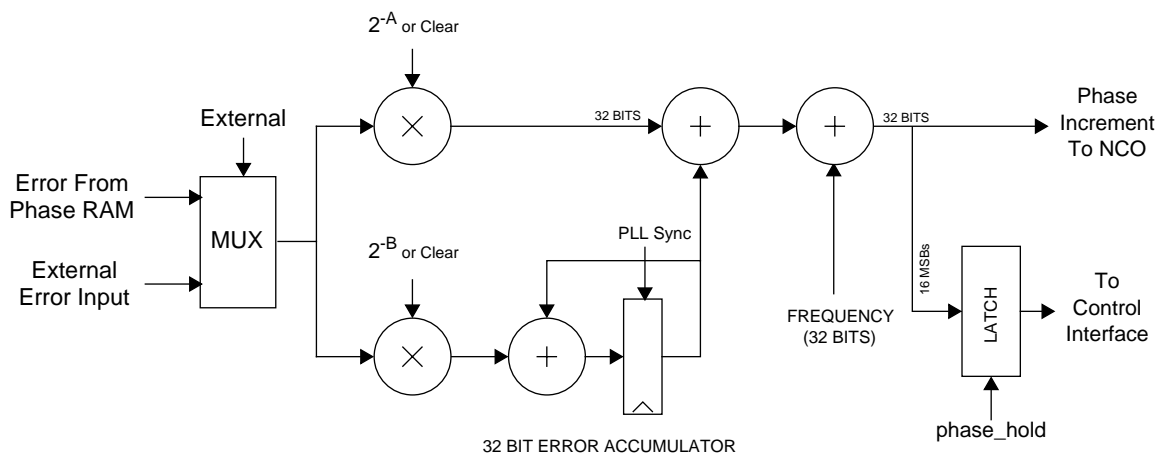 2-A or Clear
External
32 BITS
32 BITS
Phase
Increment
To NCO
Error From
Phase RAM
MUX
External
Error Input
2-B or Clear
PLL Sync
FREQUENCY
(32 BITS)
16 MSBs
LATCH
To
Control
Interface
phase_hold
32 BIT ERROR ACCUMULATOR